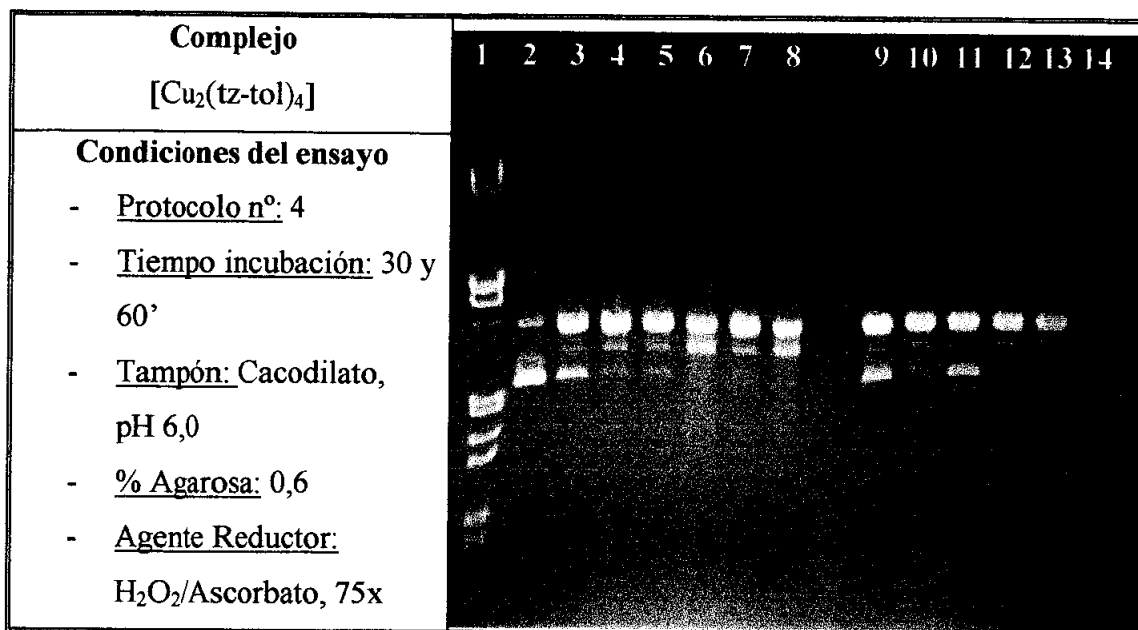 Complejo
[Cu₂(tz-tol)₄]
Condiciones del ensayo
- Protocolo nº: 4
- Tiempo incubación: 30 y
60’
- Tampón: Cacodilato,
pH 6,0
- % Agarosa: 0,6
- Agente Reductor:
H₂O₂/Ascorbato, 75x
1 2 3 4 5 6 7 8 9 10 11 12 13 14